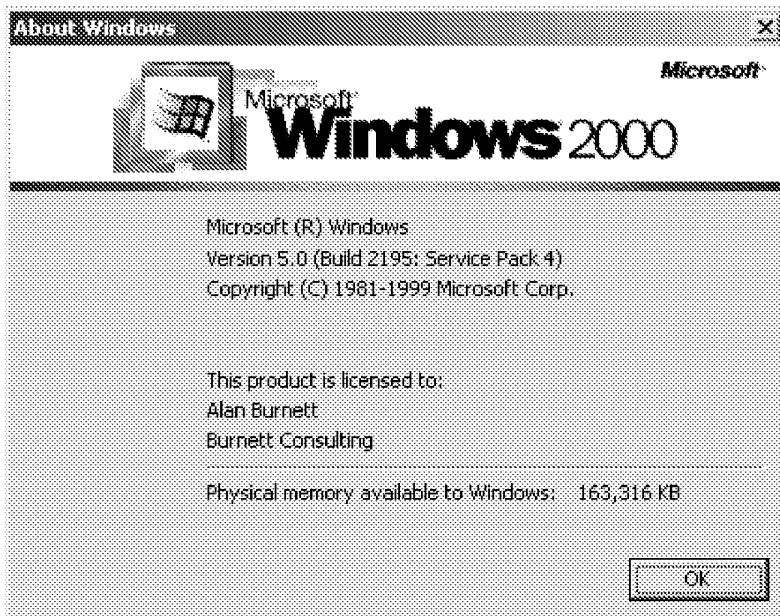 About Windows
Microsoft
Microsoft
Windows 2000
Microsoft (R) Windows
Version 5.0 (Build 2195: Service Pack 4)
Copyright (C) 1981-1999 Microsoft Corp.
This product is licensed to:
Alan Burnett
Burnett Consulting
Physical memory available to Windows: 163,316 KB
OK